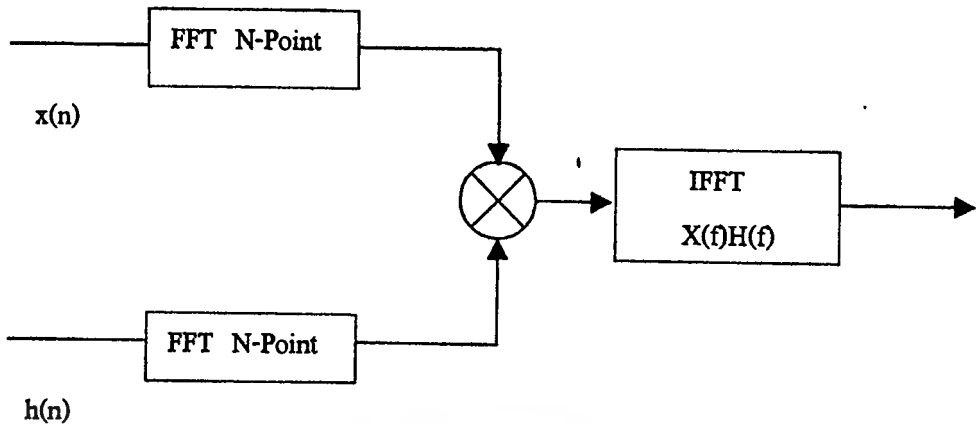 FFT N-Point
x(n)
IFFT
X(f)H(f)
FFT N-Point
h(n)